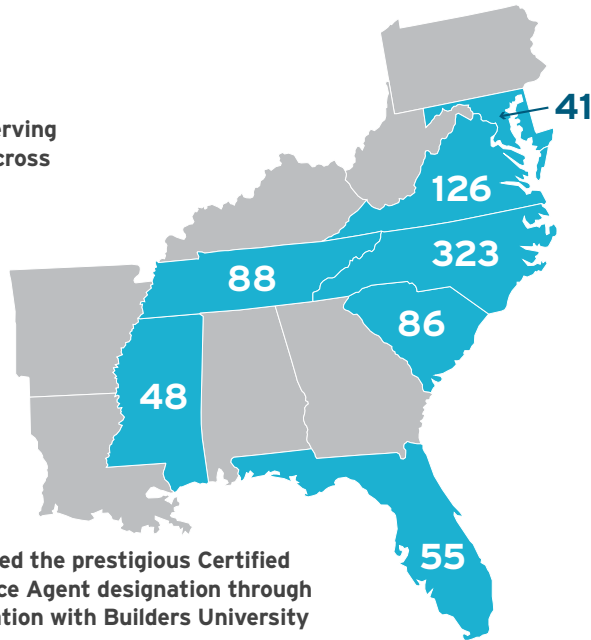 erving
cross
41
126
323
88
86
48
55
ed the prestigious Certified
ce Agent designation through
ation with Builders University